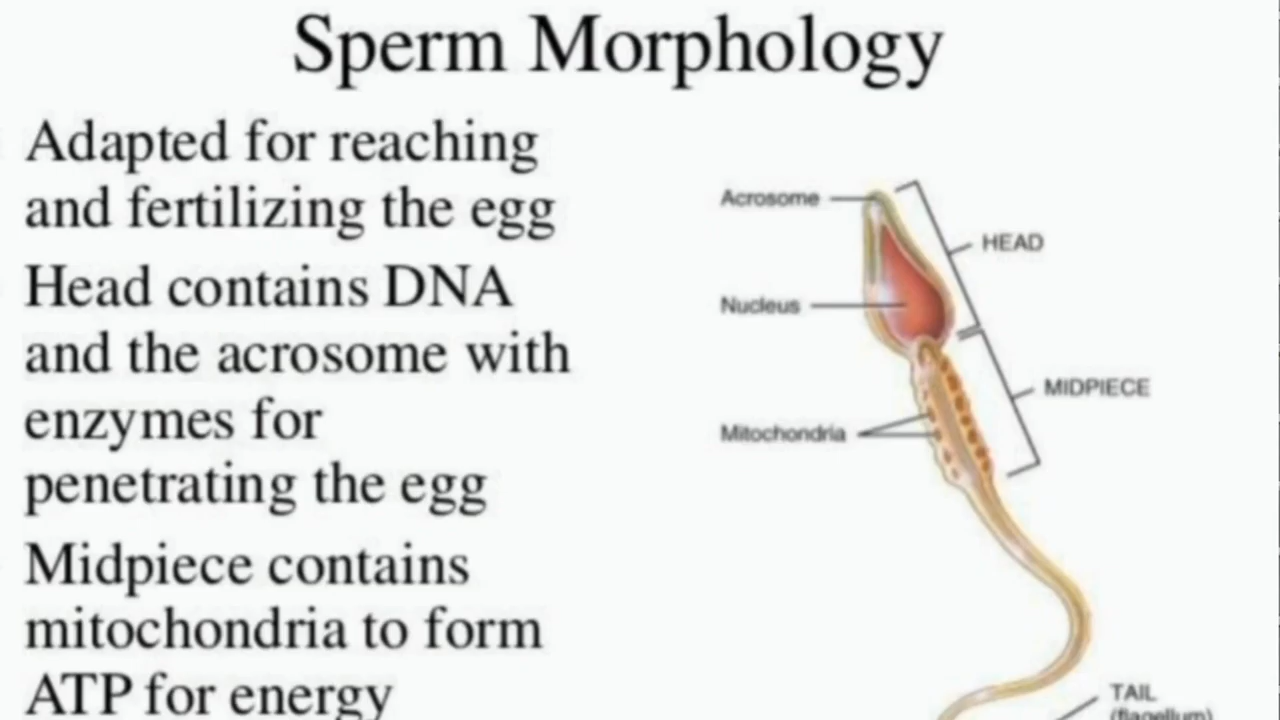 Sperm Morphology
Adapted for reaching
and fertilizing the egg
Head contains DNA
and the acrosome with
enzymes for
penetrating the egg
Midpiece contains
mitochondria to form
ATP for energy
Acrosome
HEAD
Nucleus
MIDPIECE
Mitochondria
TAIL
(flagellum)